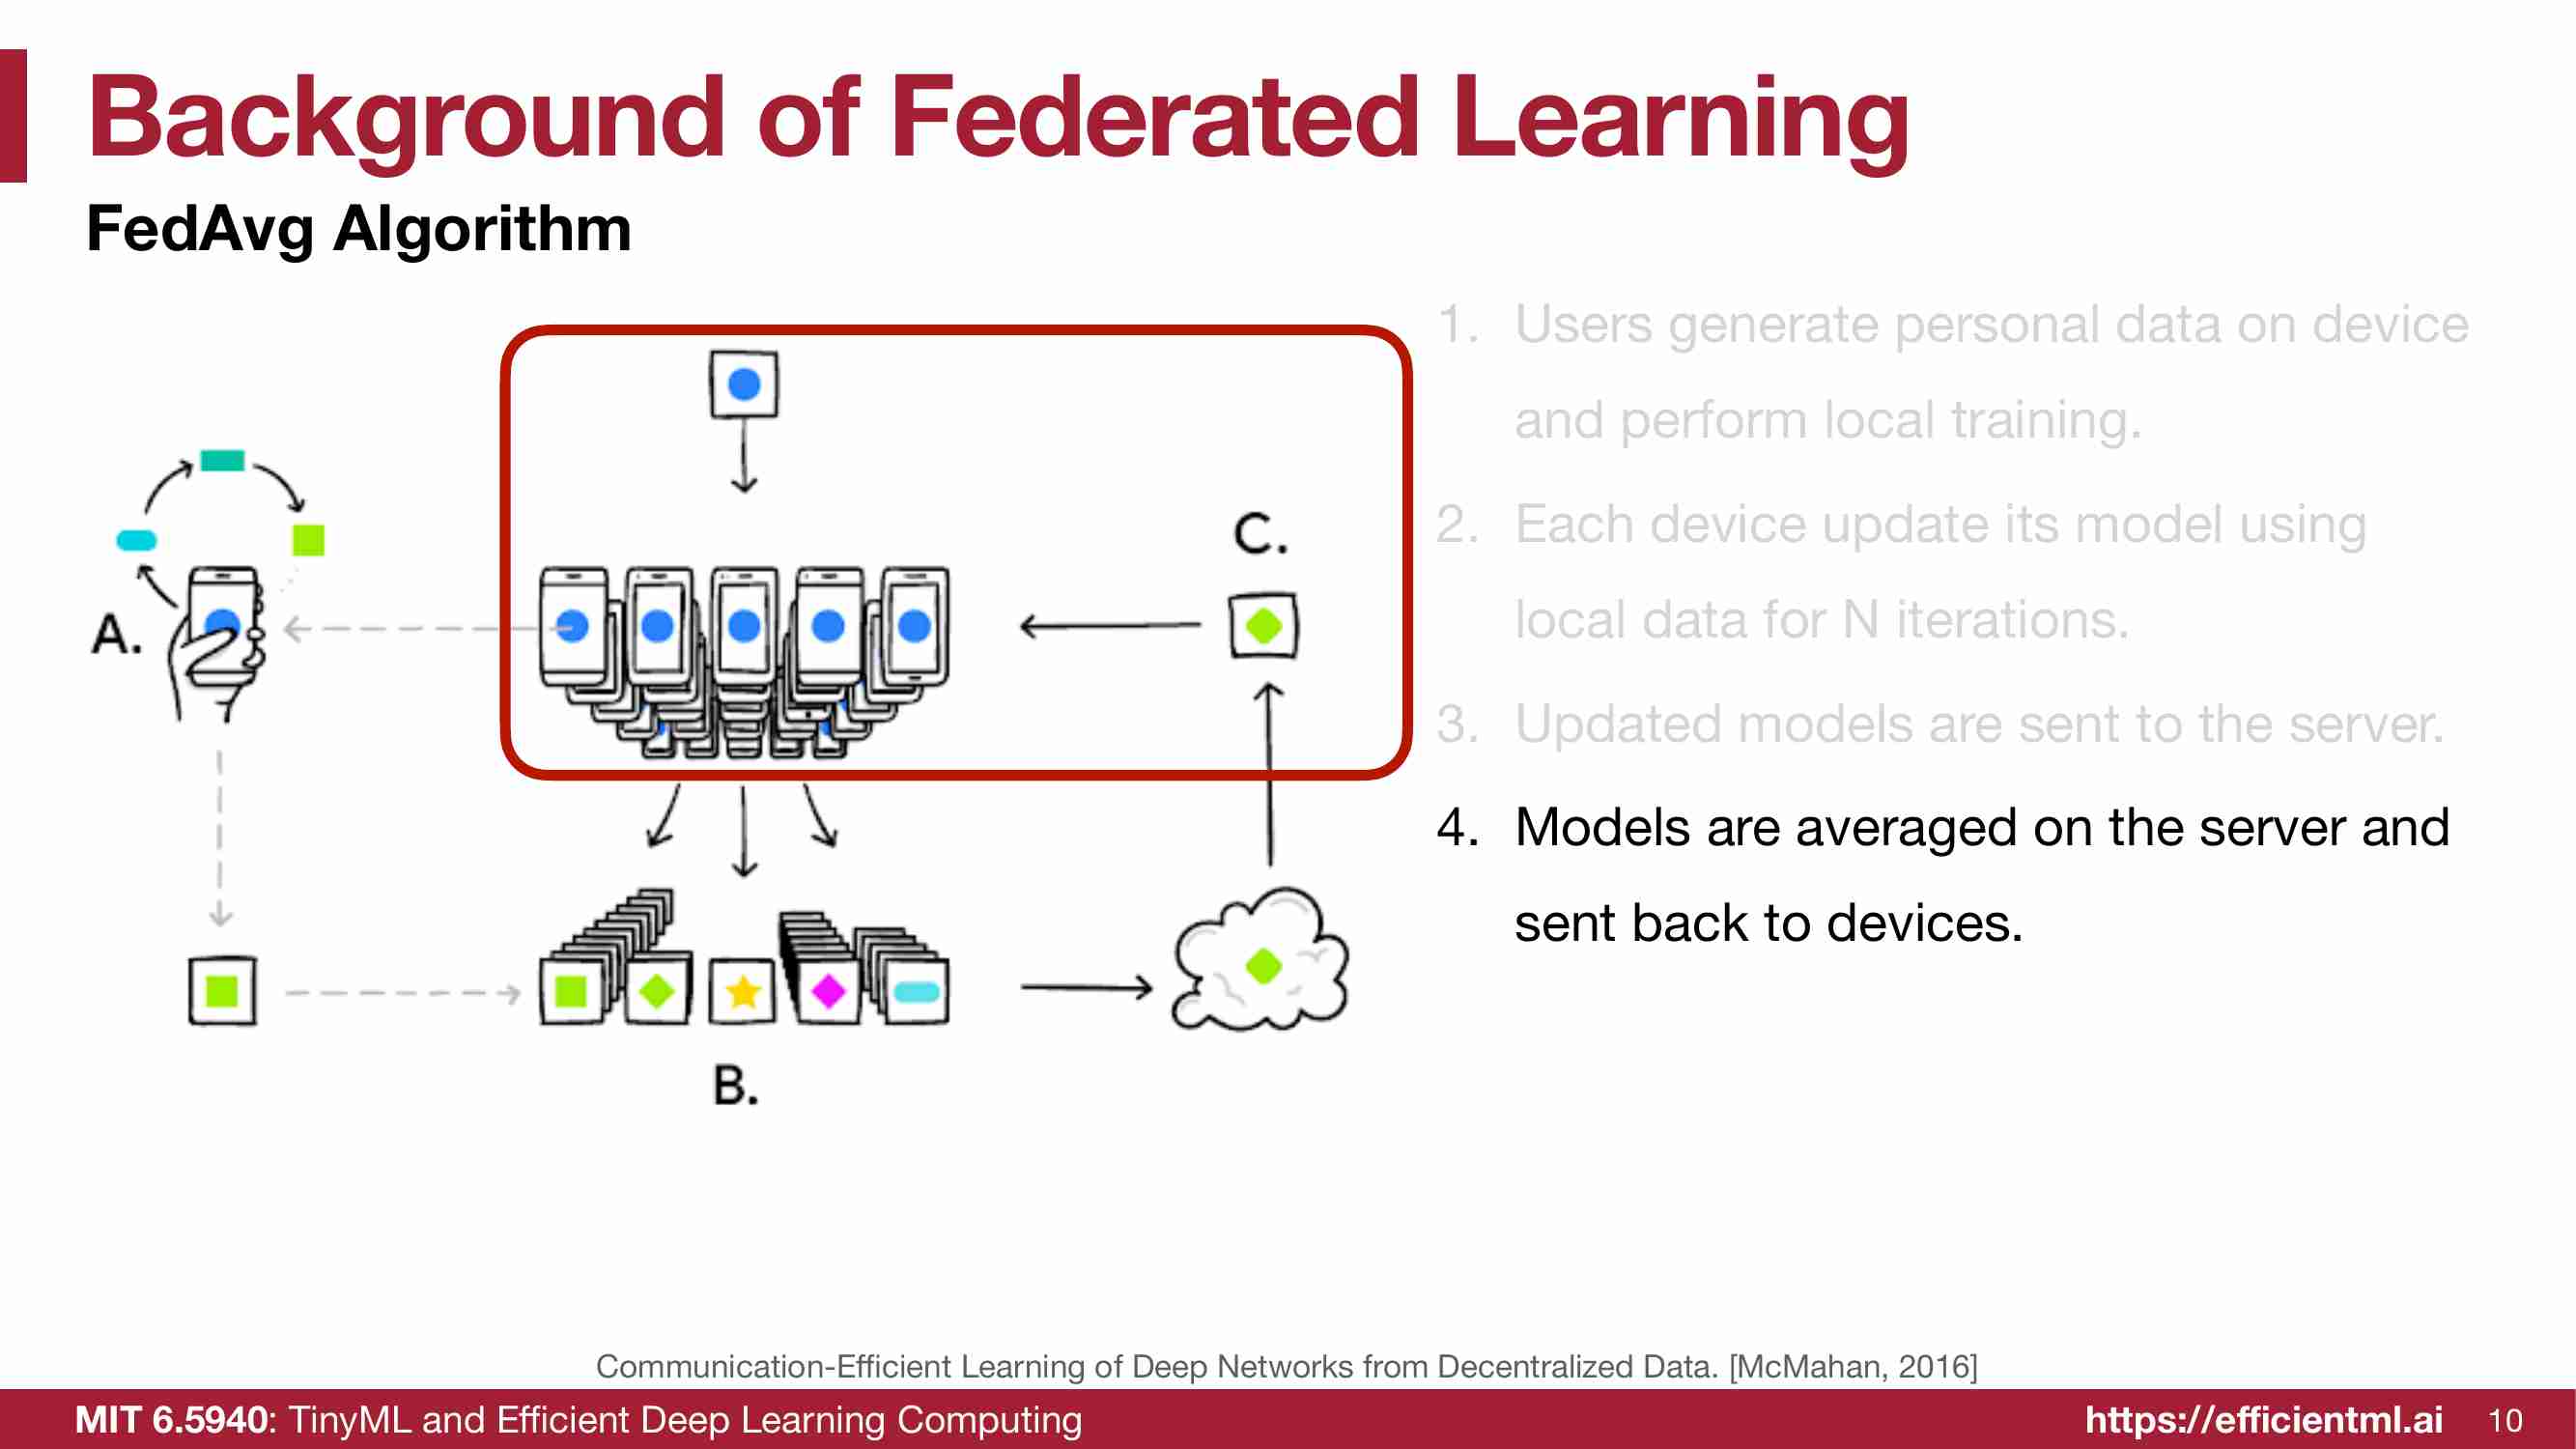 Background of Federated Learning
FedAvg Algorithm
1. Users generate personal data on device
and perform local training.
2. Each device update its model using
local data for N iterations.
3. Updated models are sent to the server.
4. Models are averaged on the server and
sent back to devices.
A.
C.
B.
Communication-Efficient Learning of Deep Networks from Decentralized Data. [McMahan, 2016]
MIT 6.5940: TinyML and Efficient Deep Learning Computing
https://efficientml.ai
10